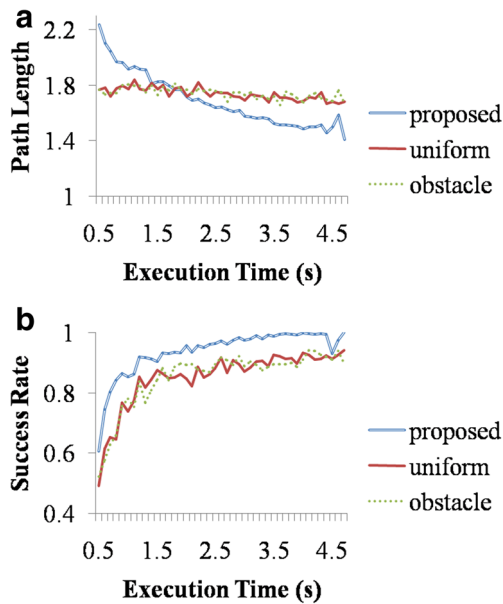 a
Path Length
2.2
1.8
1.4
1
0.5 1.5 2.5 3.5 4.5
Execution Time (s)
proposed
uniform
obstacle
b
Success Rate
1
0.8
0.6
0.4
0.5 1.5 2.5 3.5 4.5
Execution Time (s)
proposed
uniform
obstacle